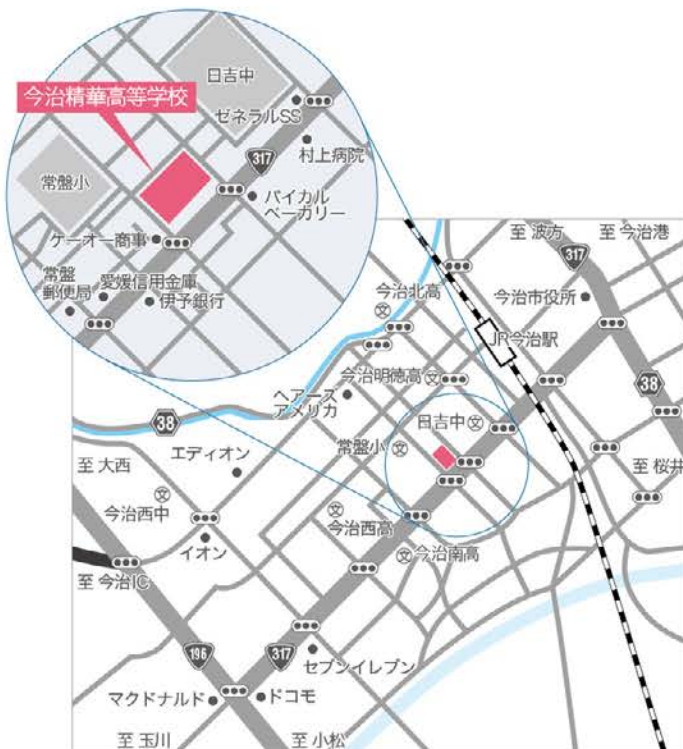 日吉中
今治精華高等学校
ゼネラルSS
317
村上病院
常盤小
バイカル
ベーカリー
ケーオー商事
常盤
郵便局
愛媛信用金庫
伊予銀行
至 波方
至 今治港
317
今治北高
文
今治市役所
JR今治駅
今治明徳高
文
ヘアーズ
アメリカ
38
38
日吉中
文
常盤小
文
至 大西
エディオン
至 桜井
文
今治西中
文
今治西高
イオン
文
今治南高
至 今治IC
196
317
セブンイレブン
マクドナルド
ドコモ
至 玉川
至 小松